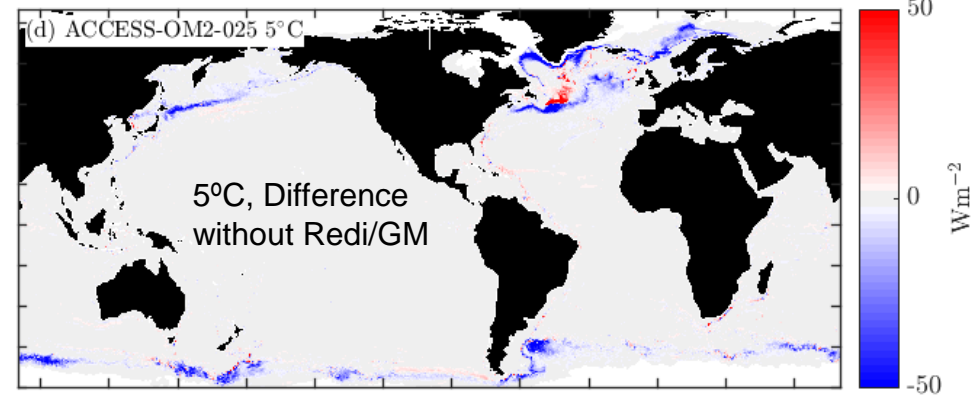 (d) ACCESS-OM2-025 5°C
5ºC, Difference
without Redi/GM
50
0
-50
Wm⁻²